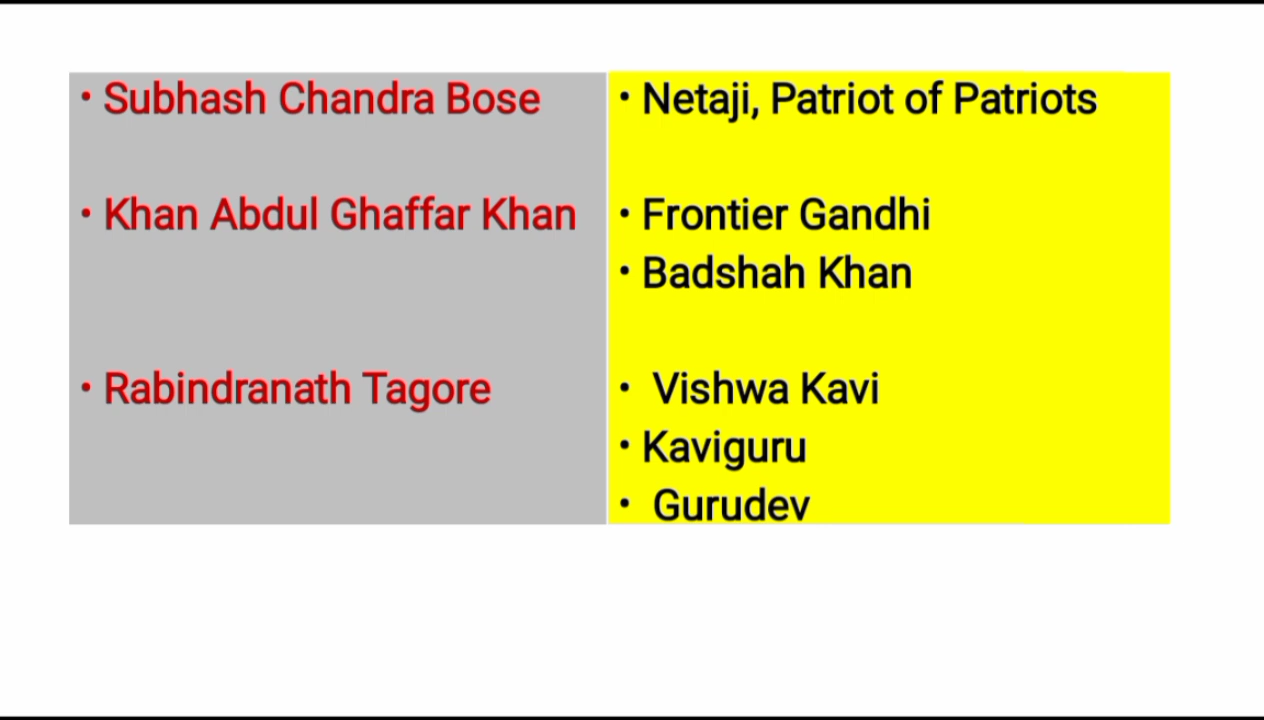 • Subhash Chandra Bose
• Netaji, Patriot of Patriots
• Khan Abdul Ghaffar Khan
• Frontier Gandhi
• Badshah Khan
• Rabindranath Tagore
• Vishwa Kavi
• Kaviguru
• Gurudev